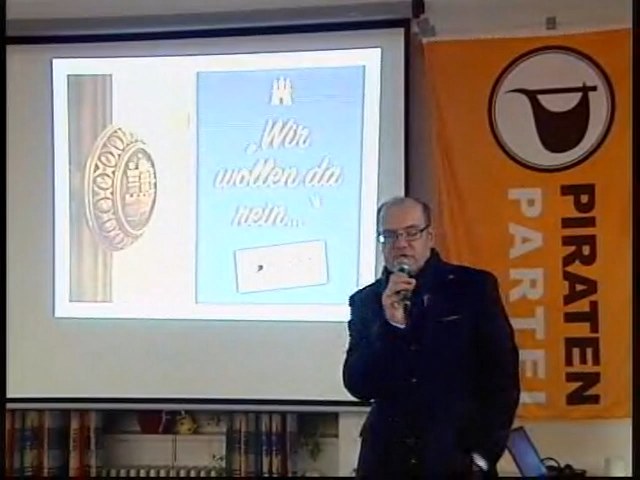 „Wir
wollen da
rein..."
PIRATEN
PARTEI